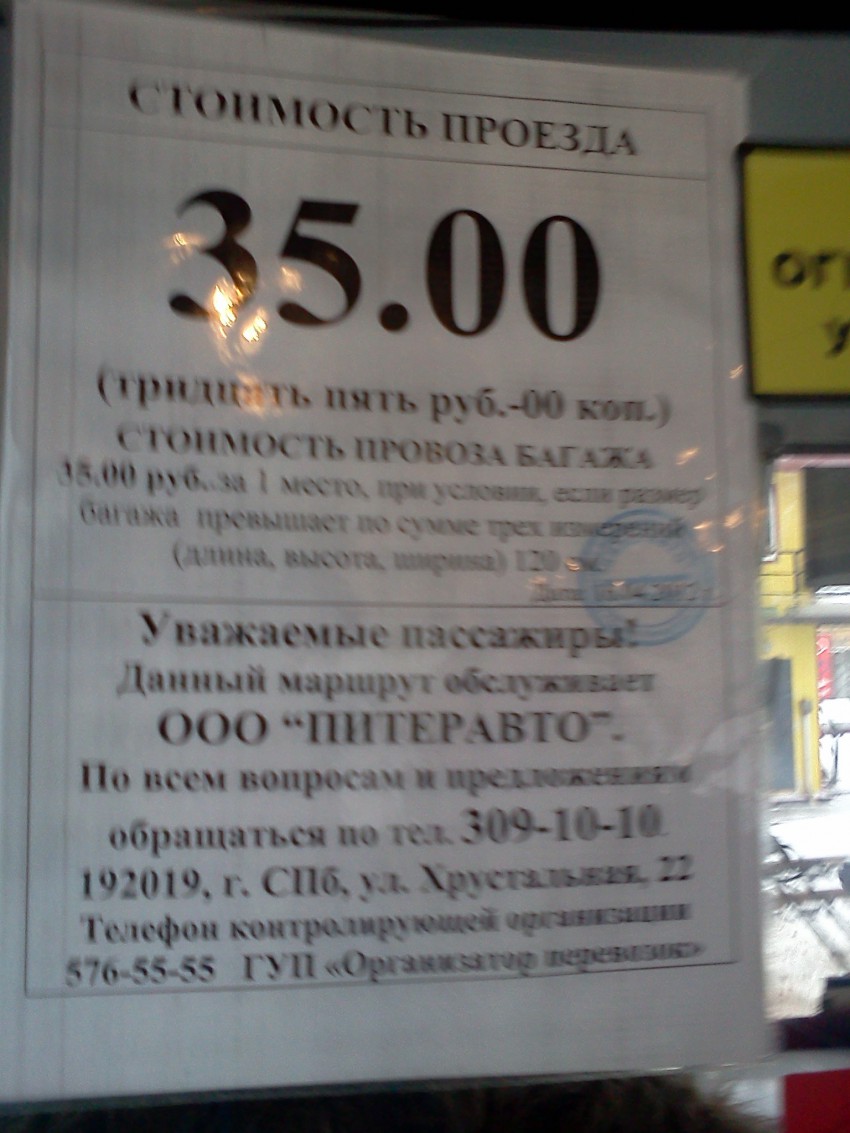 СТОИМОСТЬ ПРОЕЗДА
35.00
(тридцать пять руб.-00 коп.)
СТОИМОСТЬ ПРОВОЗА БАГАЖА
35.00 руб..за 1 место, при условии, если размер
багажа превышает по сумме трех измерений
(длина, высота, ширина) 120 см.
Дата
Уважаемые пассажиры!
Данный маршрут обслуживает
ООО “ПИТЕРАВТО”.
По всем вопросам и предложениям
обращаться по тел. 309-10-10.
192019, г. СПб, ул. Хрустальная, 22
Телефон контролирующей организации
576-55-55 ГУП «Организатор перевозок»